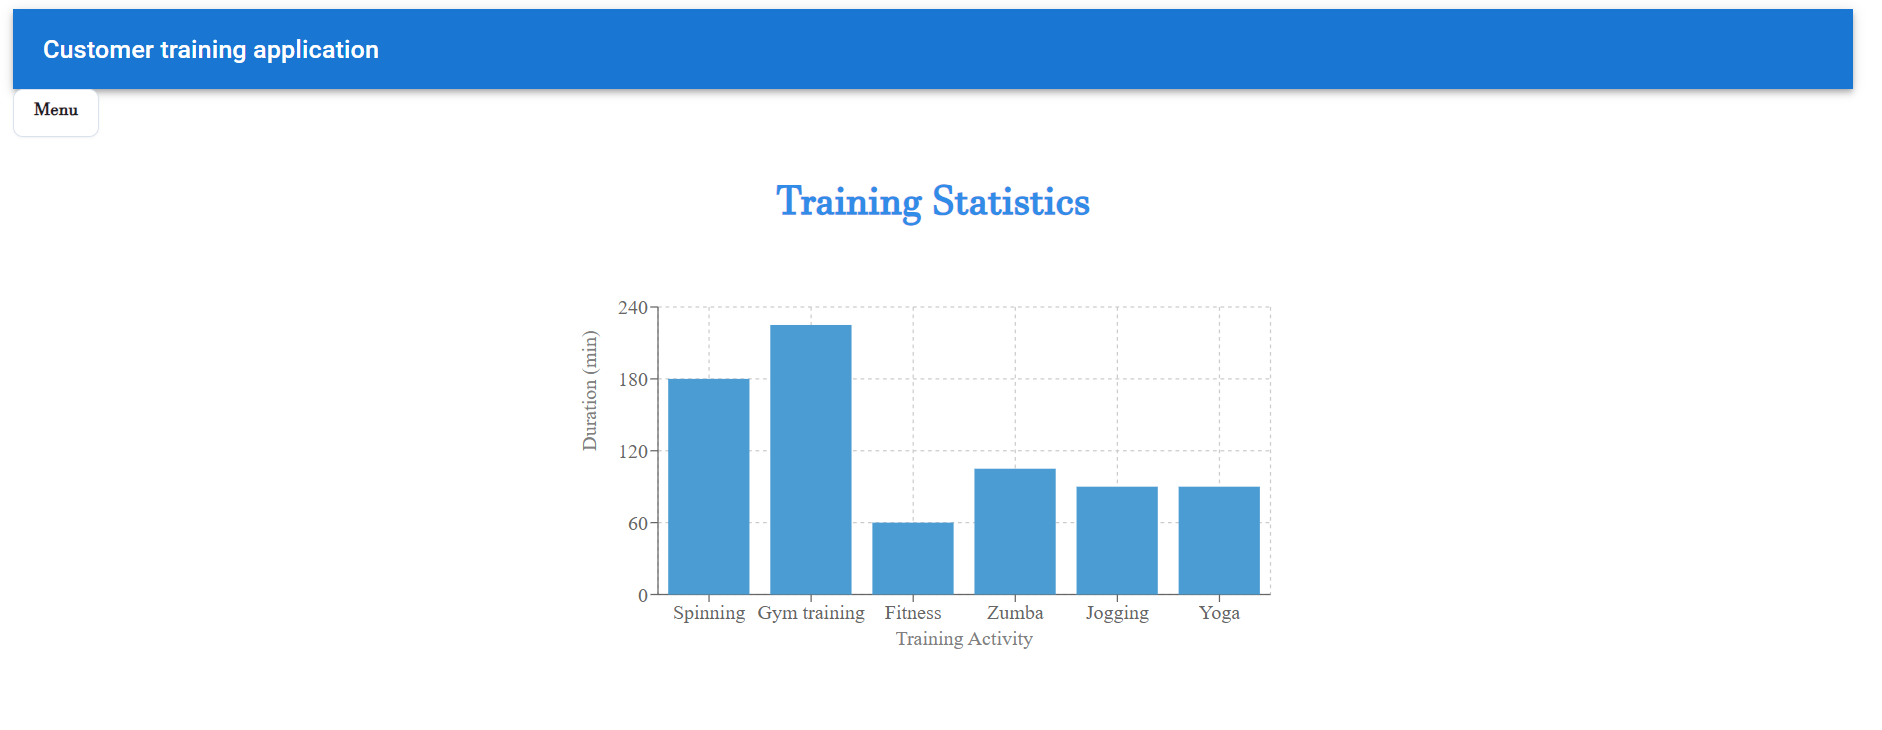 Customer training application
Menu
Training Statistics
240
180
120
60
0
Duration (min)
Spinning Gym training Fitness Zumba Jogging Yoga
Training Activity